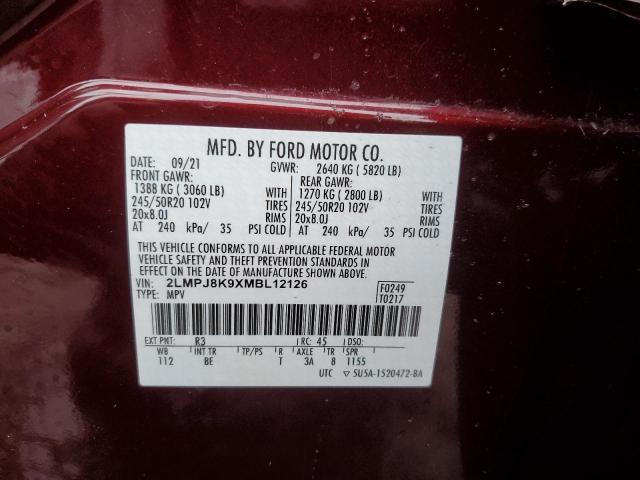 MFD. BY FORD MOTOR CO.
DATE: 09/21 GVWR: 2640 KG ( 5820 LB)
FRONT GAWR: REAR GAWR:
1388 KG ( 3060 LB) WITH 1270 KG ( 2800 LB) WITH
245/50R20 102V TIRES 245/50R20 102V TIRES
20x8.0J RIMS 20x8.0J RIMS
AT 240 kPa/ 35 PSI COLD AT 240 kPa/ 35 PSI COLD
THIS VEHICLE CONFORMS TO ALL APPLICABLE FEDERAL MOTOR
VEHICLE SAFETY AND THEFT PREVENTION STANDARDS IN
EFFECT ON THE DATE OF MANUFACTURE SHOWN ABOVE.
VIN: 2LMPJ8K9XMBL12126 F0249
TYPE: MPV T0217
EXT PNT: R3 RC: 45 DSO:
WB INT TR TP/PS R AXLE TR SPR
112 BE T 3A 8 1155
UTC ▽ 5U5A-1520472-BA